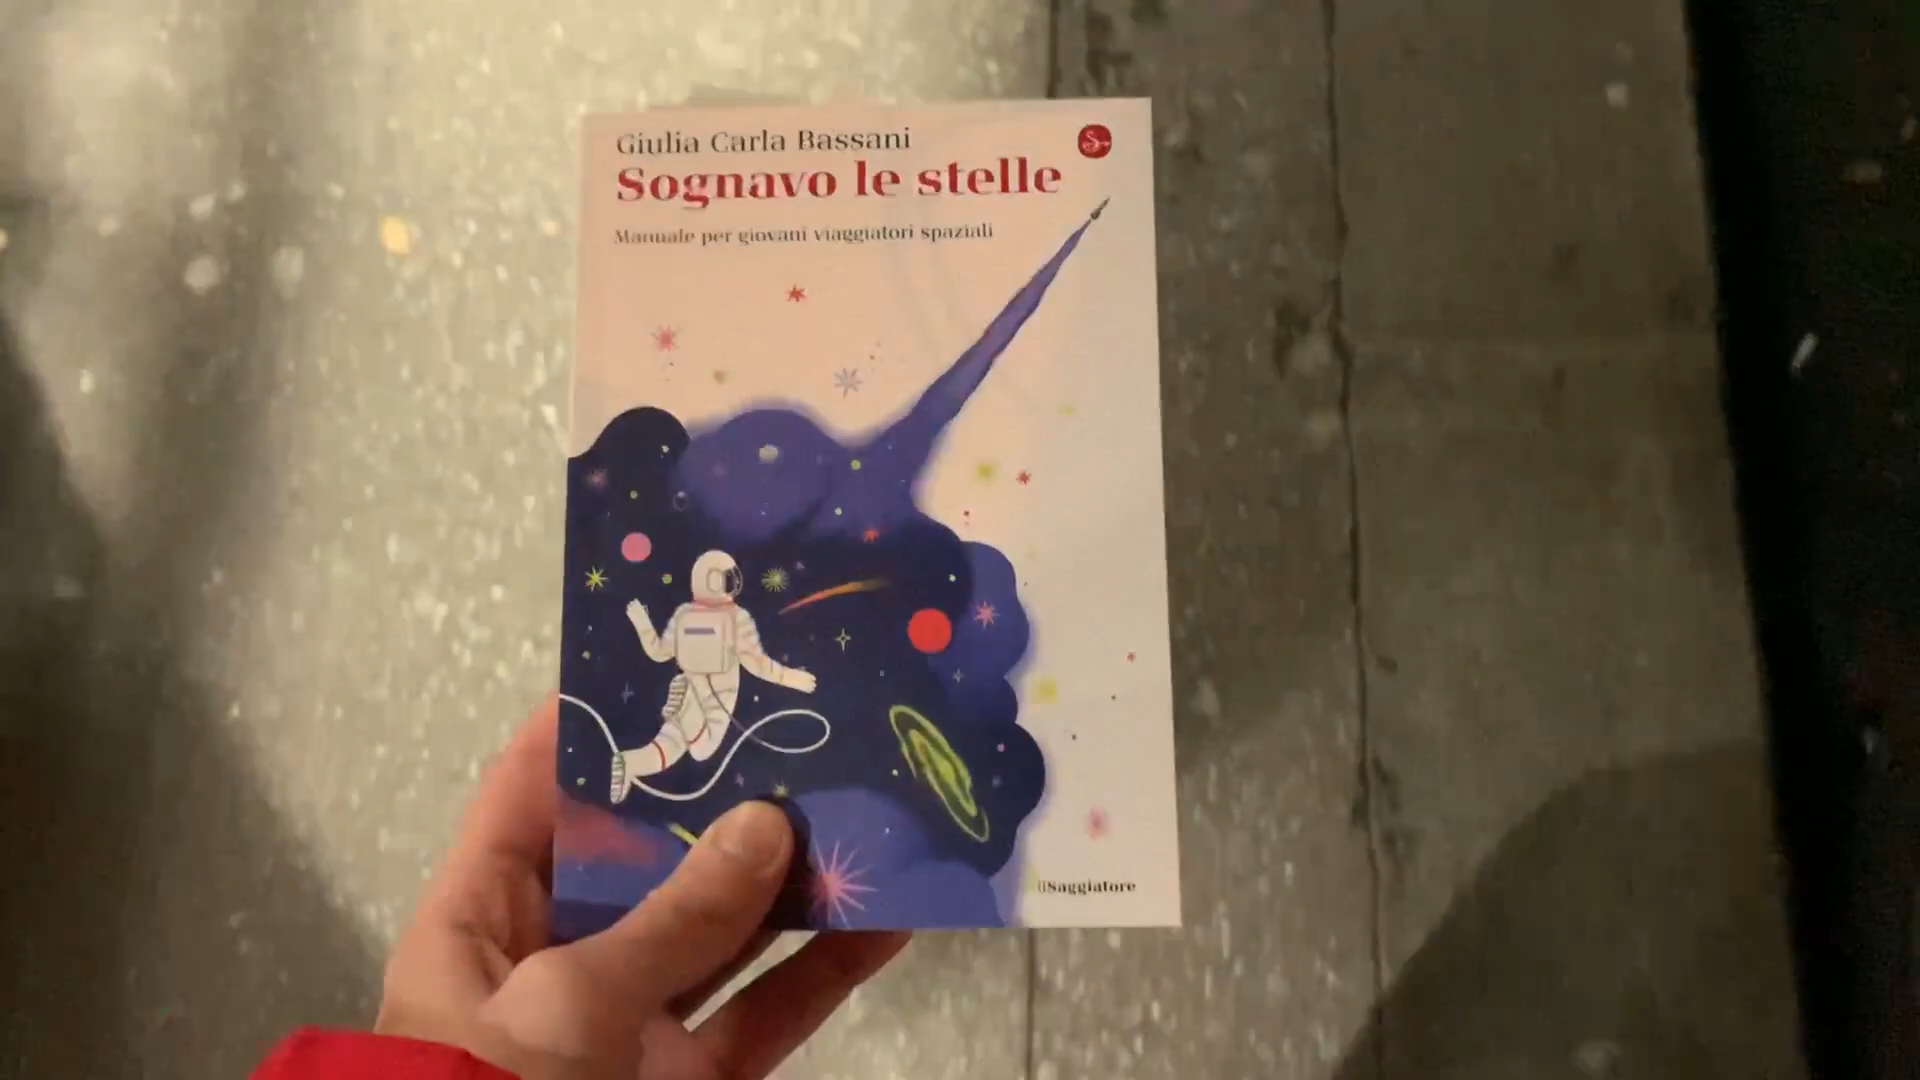 Giulia Carla Bassani
Sognavo le stelle
Manuale per giovani viaggiatori spaziali
ilSaggiatore